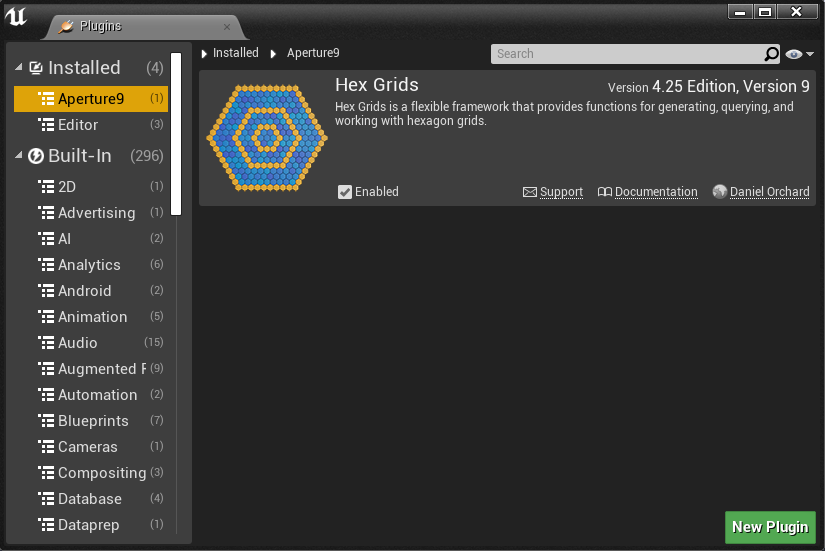 Plugins
Installed (4)
Aperture9 (1)
Editor (3)
Built-In (296)
2D (1)
Advertising (1)
AI (2)
Analytics (6)
Android (2)
Animation (5)
Audio (15)
Augmented R (9)
Automation (2)
Blueprints (7)
Cameras (1)
Compositing (3)
Database (4)
Dataprep (1)
Installed Aperture9
Search
Hex Grids
Version 4.25 Edition, Version 9
Hex Grids is a flexible framework that provides functions for generating, querying, and
working with hexagon grids.
Enabled
Support
Documentation
Daniel Orchard
New Plugin